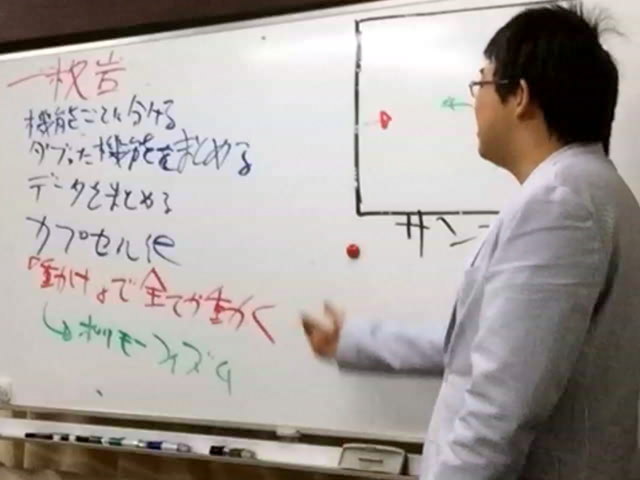 一枚岩
機能ごとに分ける
ダブった機能をまとめる
データをまとめる
カプセル化
「動け」で全てが動く
↳ポリモーフィズム
サン